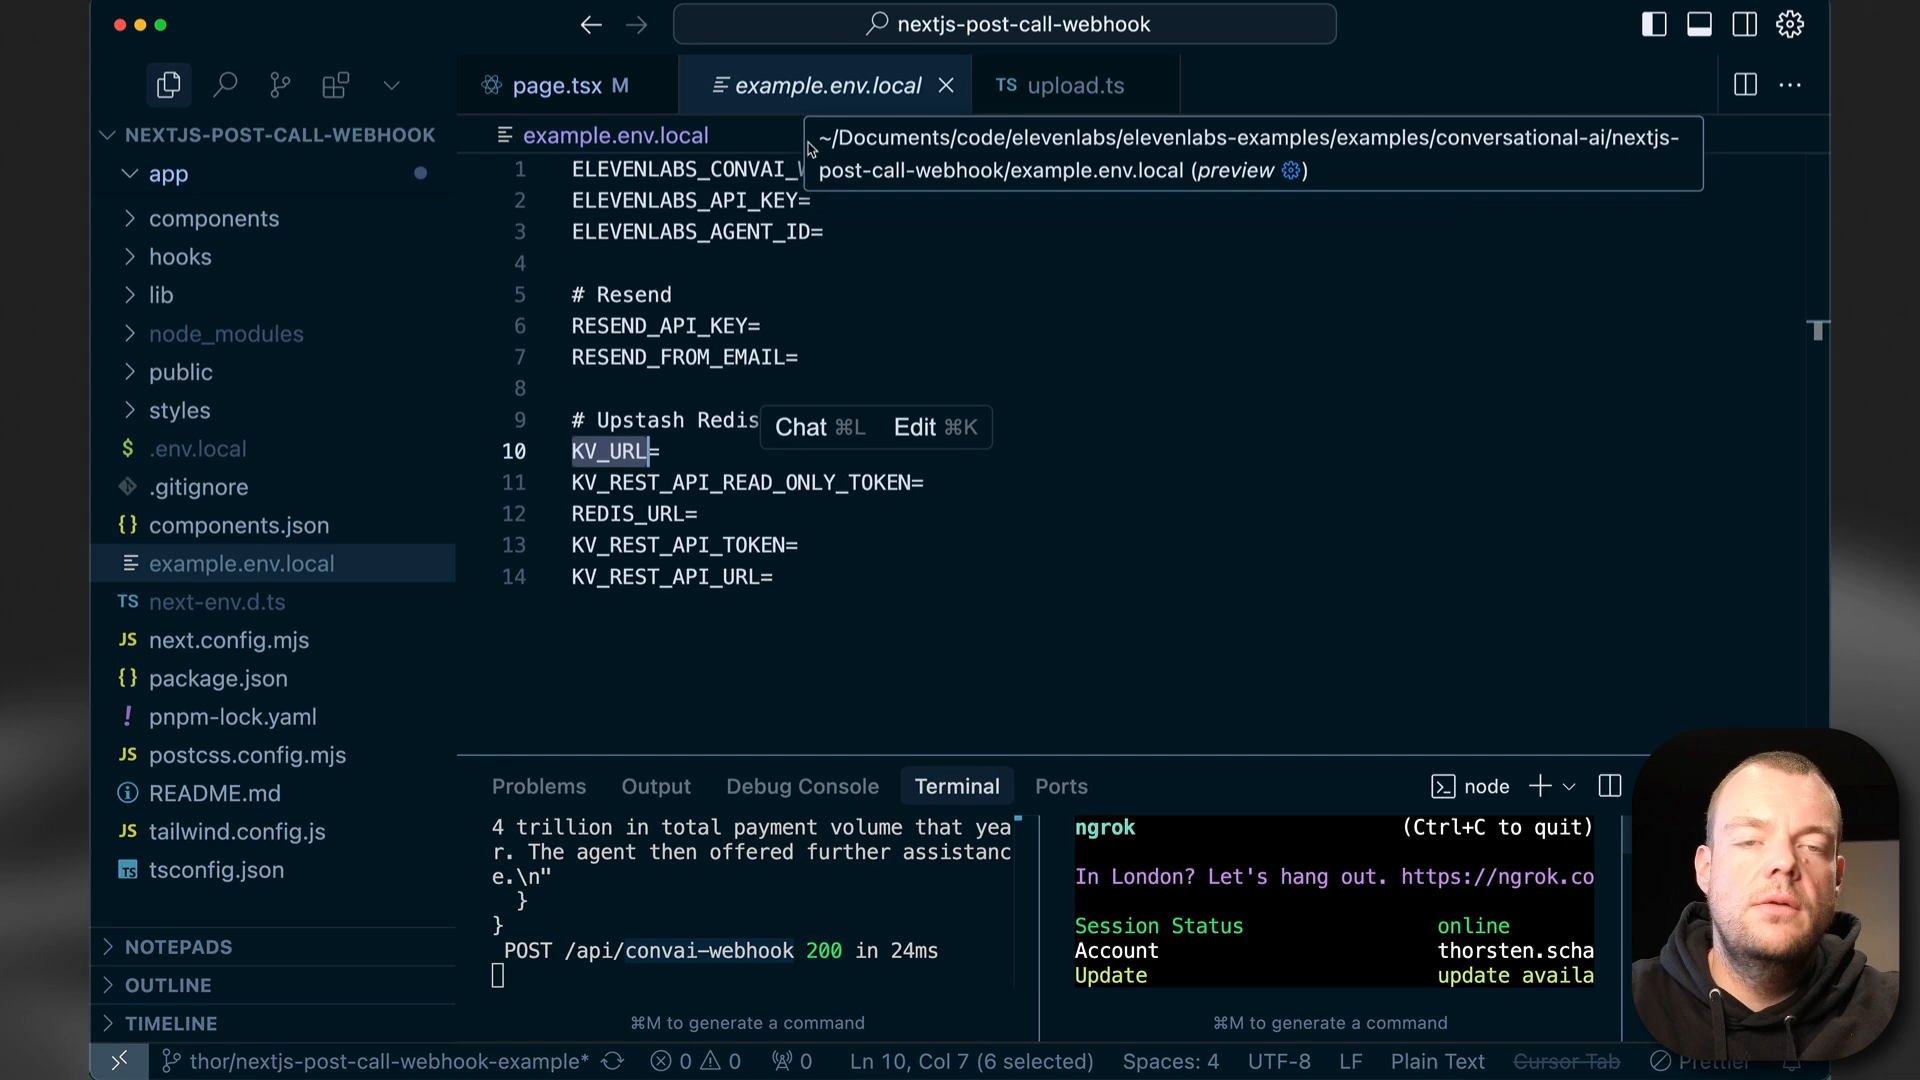 nextjs-post-call-webhook
page.tsx M
example.env.local
TS upload.ts
NEXTJS-POST-CALL-WEBHOOK
app
components
hooks
lib
node_modules
public
styles
$ .env.local
.gitignore
{} components.json
example.env.local
TS next-env.d.ts
JS next.config.mjs
{} package.json
! pnpm-lock.yaml
JS postcss.config.mjs
README.md
JS tailwind.config.js
TS tsconfig.json
NOTEPADS
OUTLINE
TIMELINE
example.env.local
~/Documents/code/elevenlabs/elevenlabs-examples/examples/conversational-ai/nextjs-
post-call-webhook/example.env.local (preview)
1 ELEVENLABS_CONVAI_
2 ELEVENLABS_API_KEY=
3 ELEVENLABS_AGENT_ID=
4
5 # Resend
6 RESEND_API_KEY=
7 RESEND_FROM_EMAIL=
8
9 # Upstash Redis
Chat ⌘L Edit ⌘K
10 KV_URL=
11 KV_REST_API_READ_ONLY_TOKEN=
12 REDIS_URL=
13 KV_REST_API_TOKEN=
14 KV_REST_API_URL=
Problems Output Debug Console Terminal Ports
node
4 trillion in total payment volume that yea
r. The agent then offered further assistanc
e.\n"
}
}
POST /api/convai-webhook 200 in 24ms
⌘M to generate a command
ngrok (Ctrl+C to quit)
In London? Let's hang out. https://ngrok.co
Session Status online
Account thorsten.scha
Update update availa
⌘M to generate a command
thor/nextjs-post-call-webhook-example* 0 0 0 Ln 10, Col 7 (6 selected) Spaces: 4 UTF-8 LF Plain Text Cursor Tab Prettier